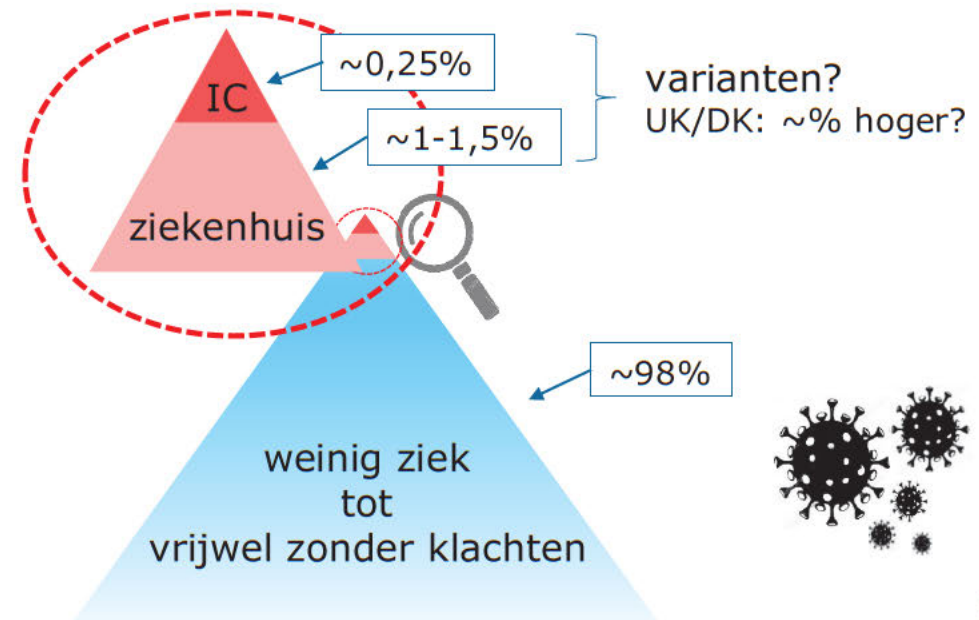 ~0,25%
IC
~1-1,5%
varianten?
UK/DK: ~% hoger?
ziekenhuis
~98%
weinig ziek
tot
vrijwel zonder klachten